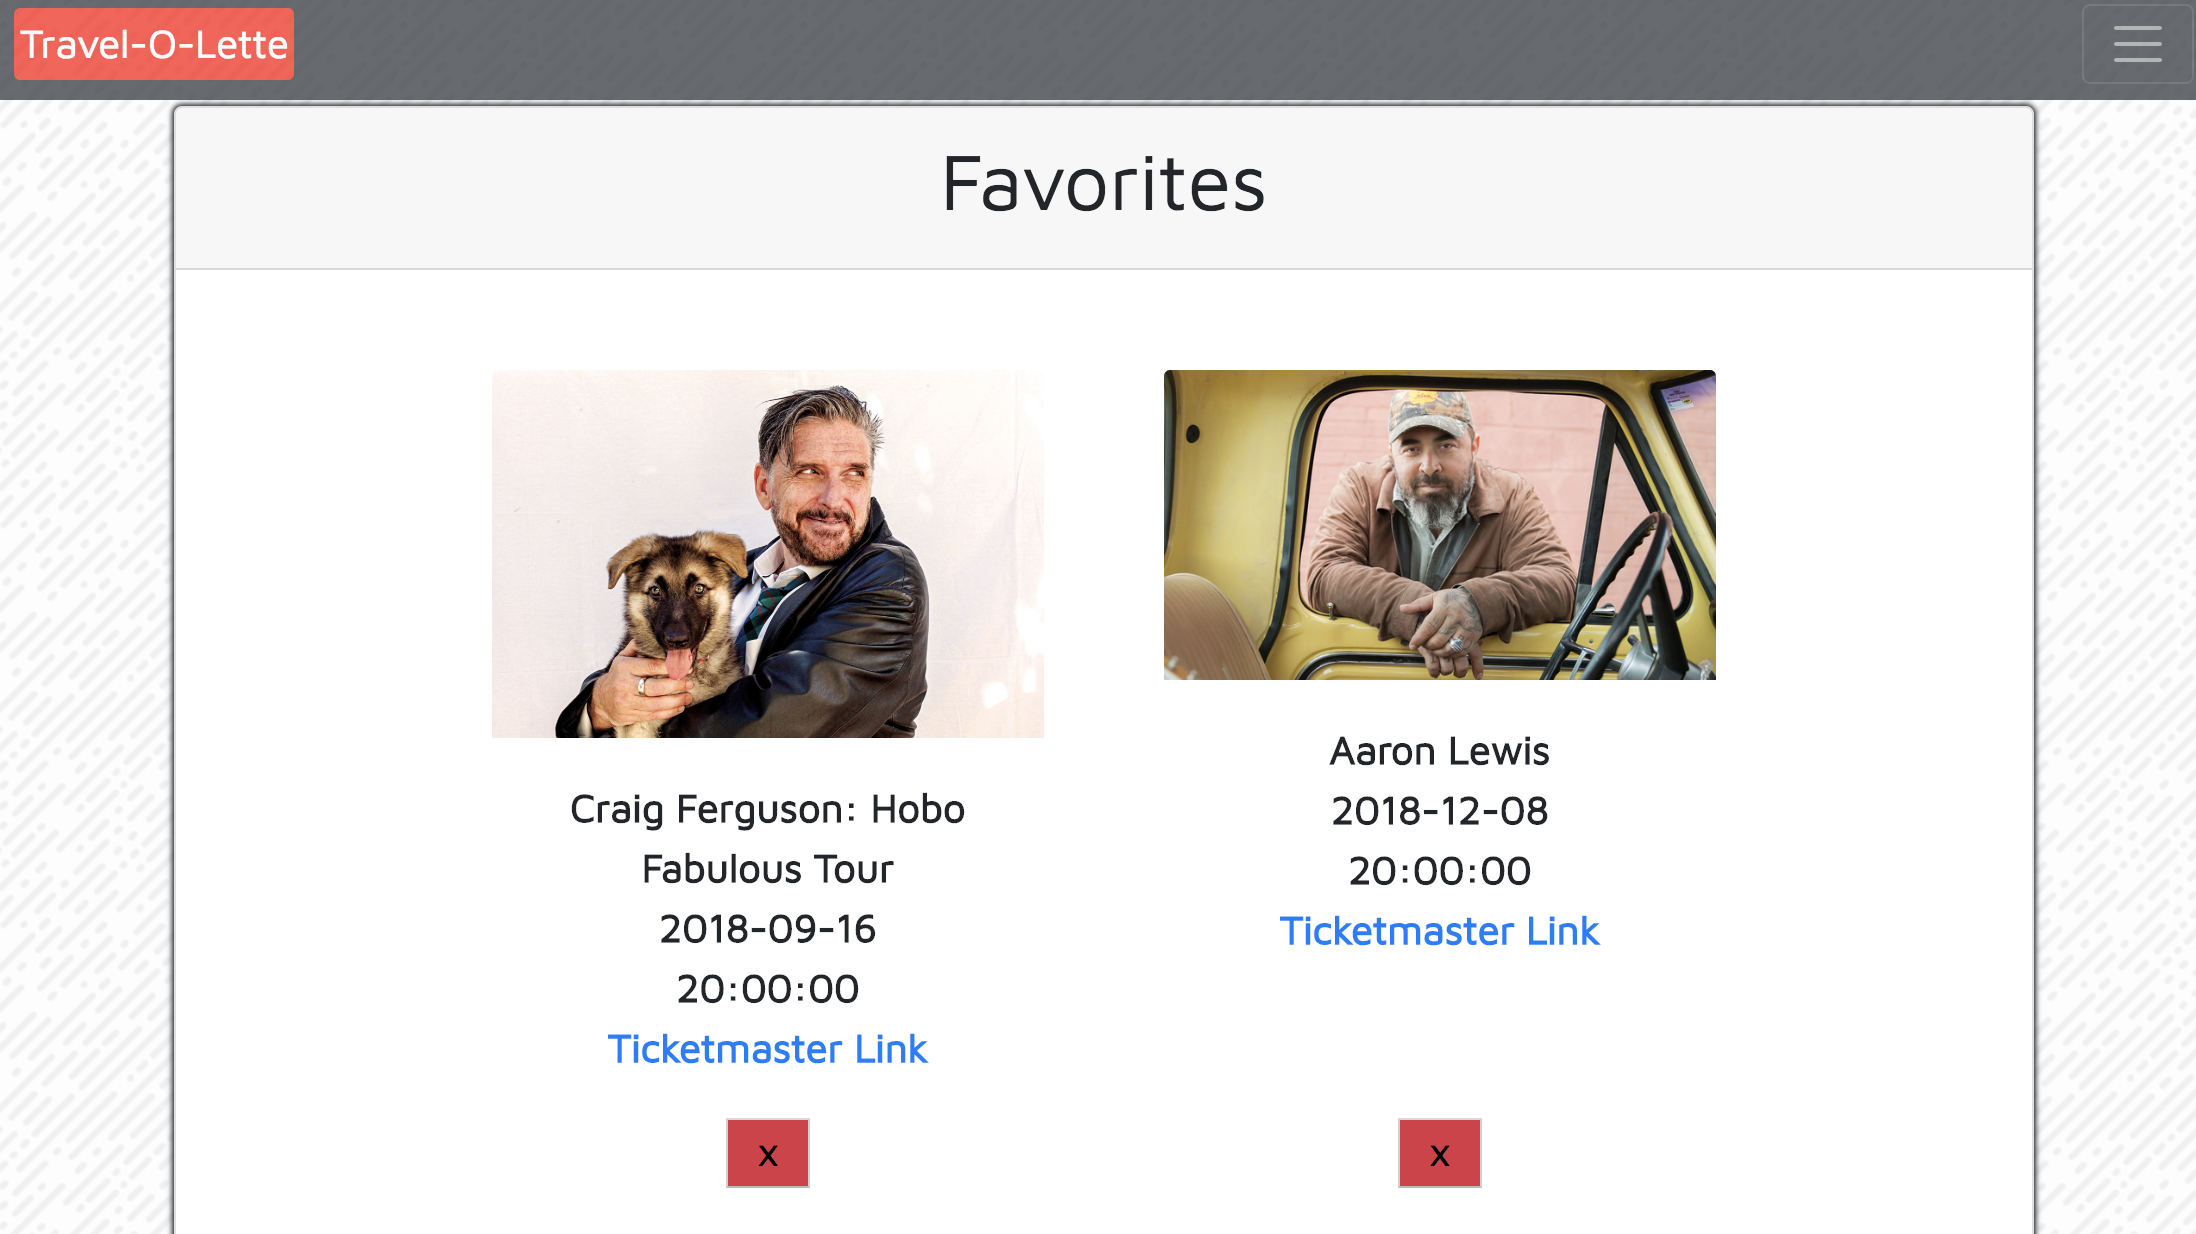 Travel-O-Lette
Favorites
Craig Ferguson: Hobo
Fabulous Tour
2018-09-16
20:00:00
Ticketmaster Link
x
Aaron Lewis
2018-12-08
20:00:00
Ticketmaster Link
x